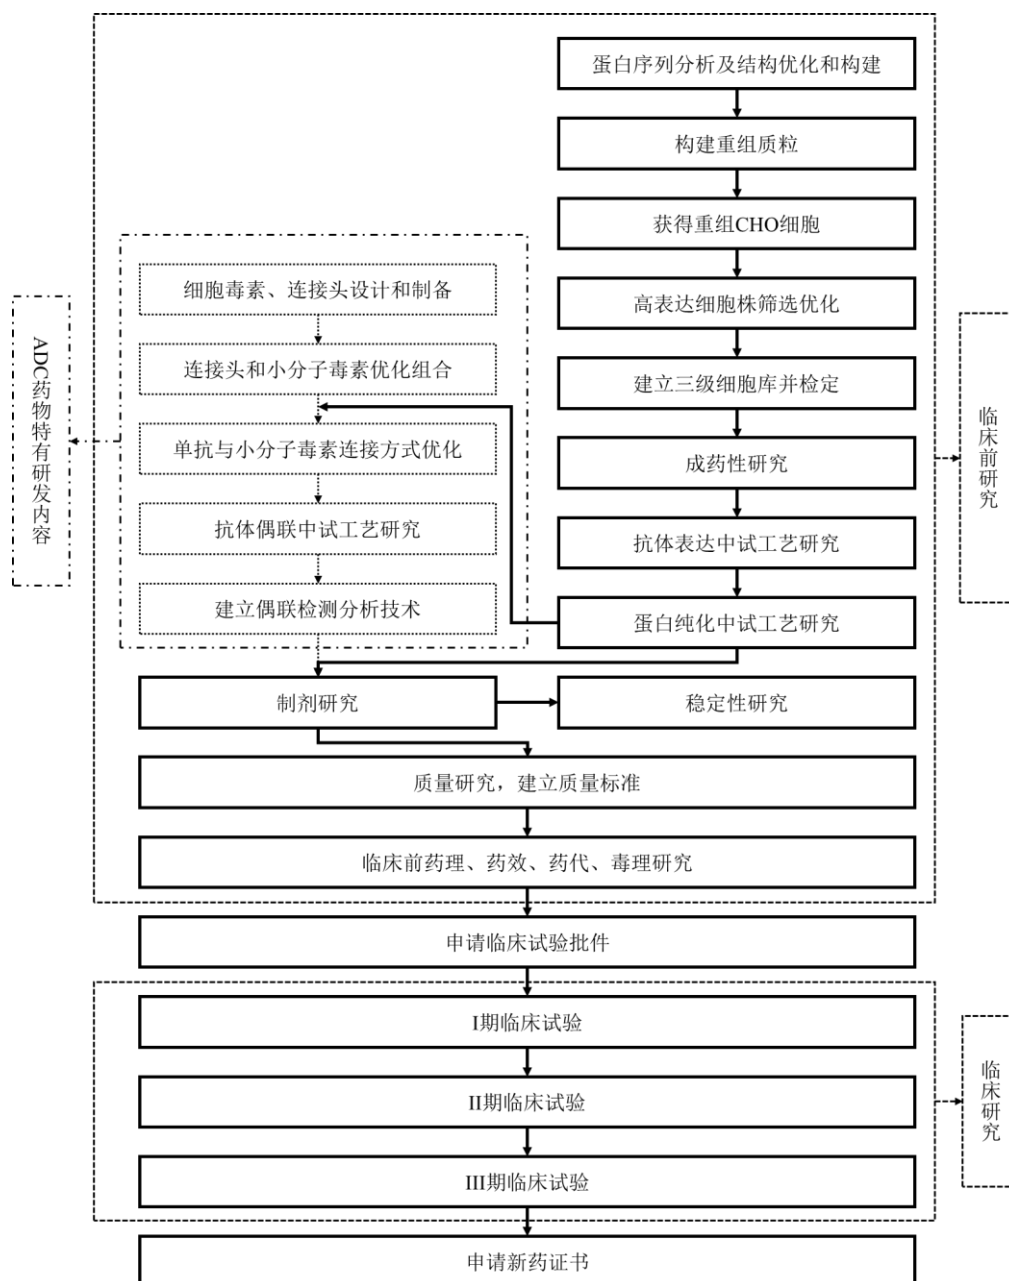 蛋白序列分析及结构优化和构建
构建重组质粒
获得重组CHO细胞
细胞毒素、连接头设计和制备
高表达细胞株筛选优化
连接头和小分子毒素优化组合
建立三级细胞库并检定
ADC药物特有研发内容
临床前研究
单抗与小分子毒素连接方式优化
成药性研究
抗体偶联中试工艺研究
抗体表达中试工艺研究
建立偶联检测分析技术
蛋白纯化中试工艺研究
制剂研究
稳定性研究
质量研究，建立质量标准
临床前药理、药效、药代、毒理研究
申请临床试验批件
I期临床试验
II期临床试验
临床研究
III期临床试验
申请新药证书